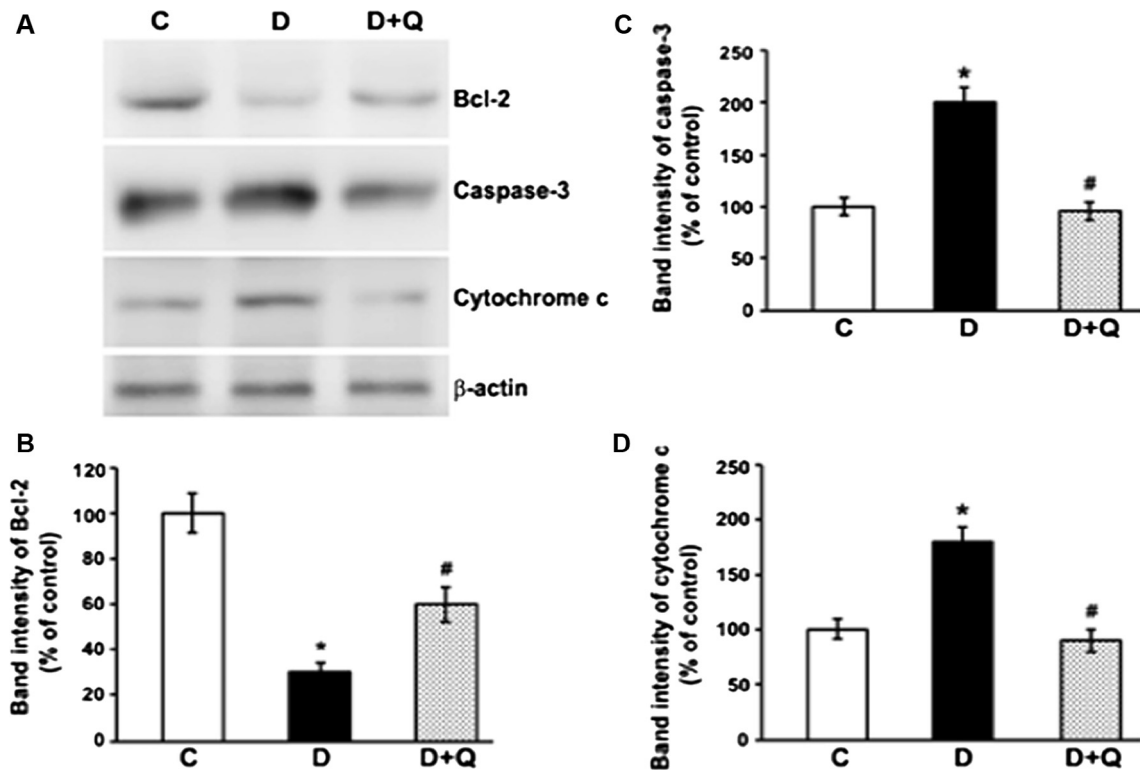 A
C D D+Q
Bcl-2
Caspase-3
Cytochrome c
β-actin
B
Band intensity of Bcl-2
(% of control)
120
100
80
60
40
20
0
*
#
C D D+Q
C
Band intensity of caspase-3
(% of control)
250
200
150
100
50
0
*
#
C D D+Q
D
Band intensity of cytochrome c
(% of control)
250
200
150
100
50
0
*
#
C D D+Q